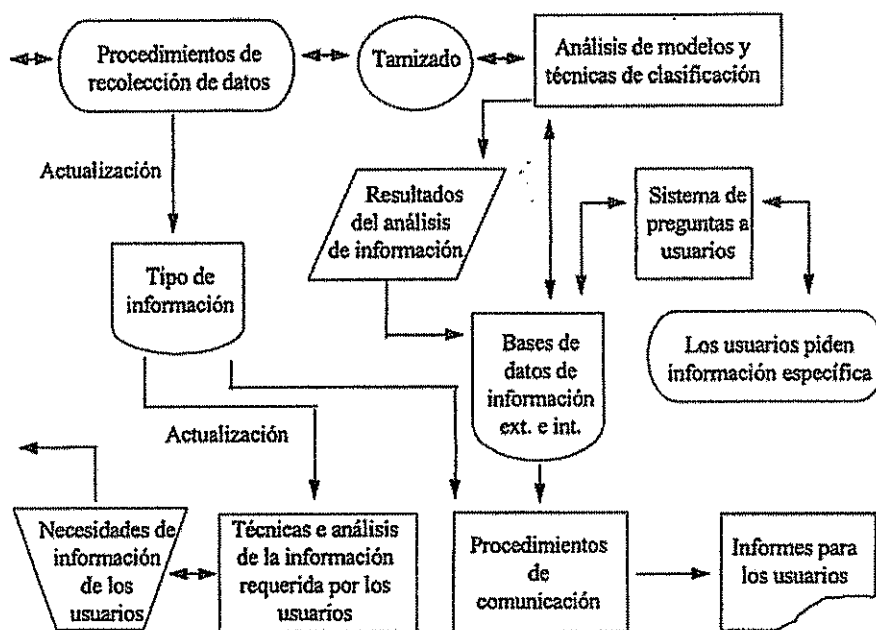 Procedimientos de
recolección de datos
Tamizado
Análisis de modelos y
técnicas de clasificación
Actualización
Resultados
del análisis
de información
Sistema de
preguntas a
usuarios
Tipo de
información
Bases de
datos de
información
ext. e int.
Los usuarios piden
información específica
Actualización
Necesidades de
información
de los
usuarios
Técnicas e análisis
de la información
requerida por los
usuarios
Procedimientos
de
comunicación
Informes para
los usuarios